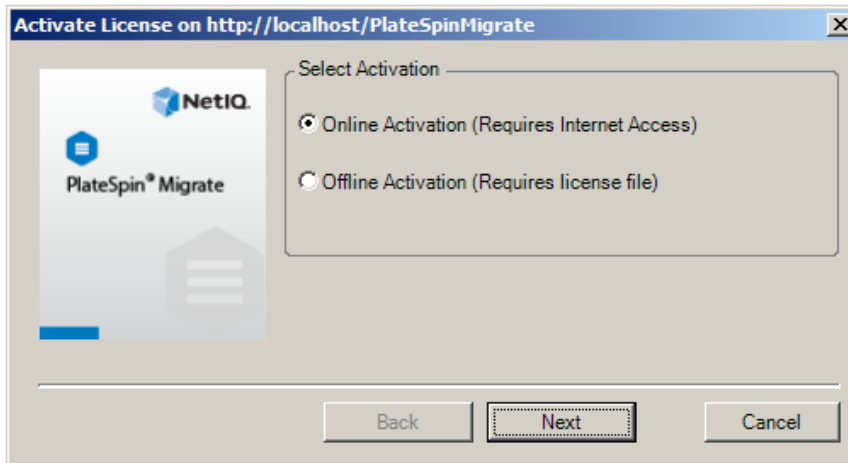 Activate License on http://localhost/PlateSpinMigrate
NetIQ.
PlateSpin® Migrate
Select Activation
Online Activation (Requires Internet Access)
Offline Activation (Requires license file)
Back
Next
Cancel